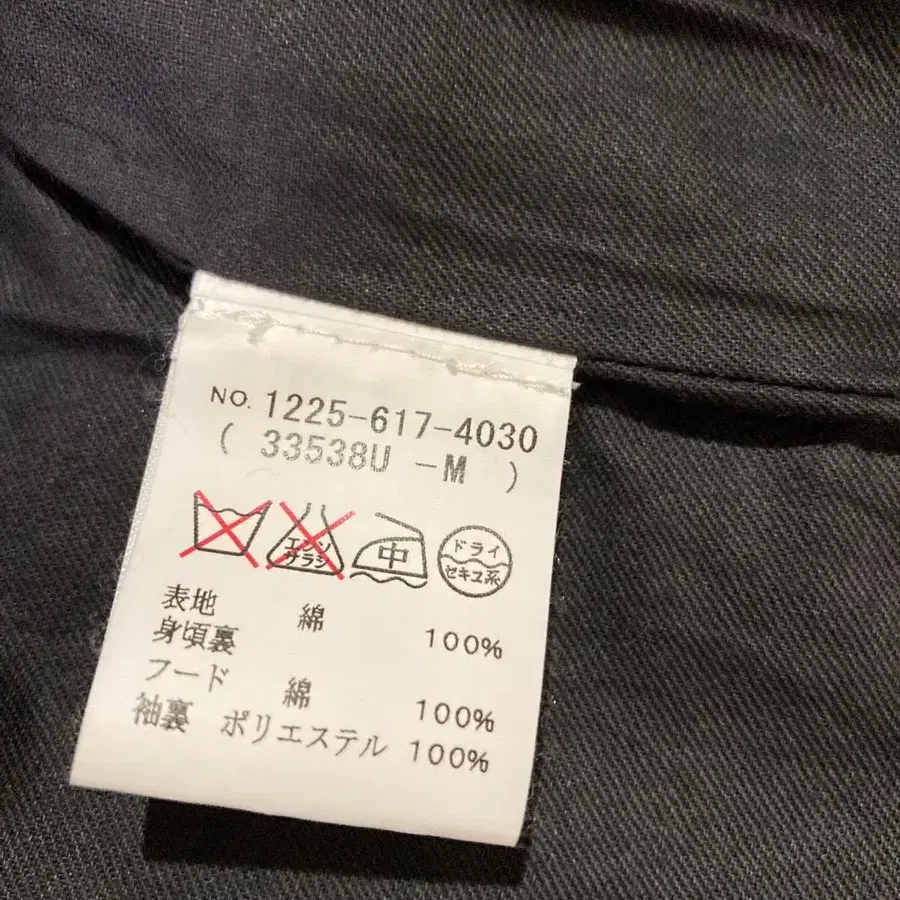 NO. 1225-617-4030
( 33538U -M )
エンソ
サラシ
中
ドライ
セキユ系
表地 綿 100%
身頃裏
フード 綿 100%
袖裏 ポリエステル 100%